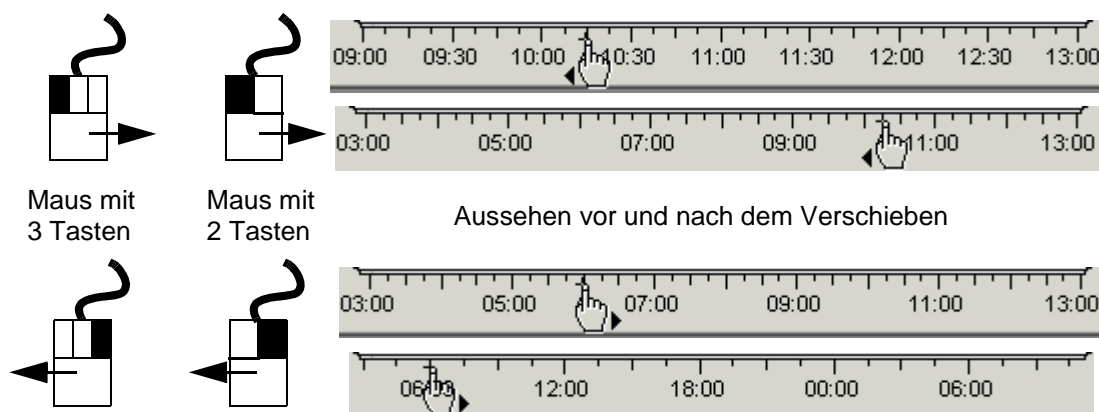 09:00 09:30 10:00 10:30 11:00 11:30 12:00 12:30 13:00
03:00 05:00 07:00 09:00 11:00 13:00
Maus mit
3 Tasten
Maus mit
2 Tasten
Aussehen vor und nach dem Verschieben
03:00 05:00 07:00 09:00 11:00 13:00
12:00 18:00 00:00 06:00